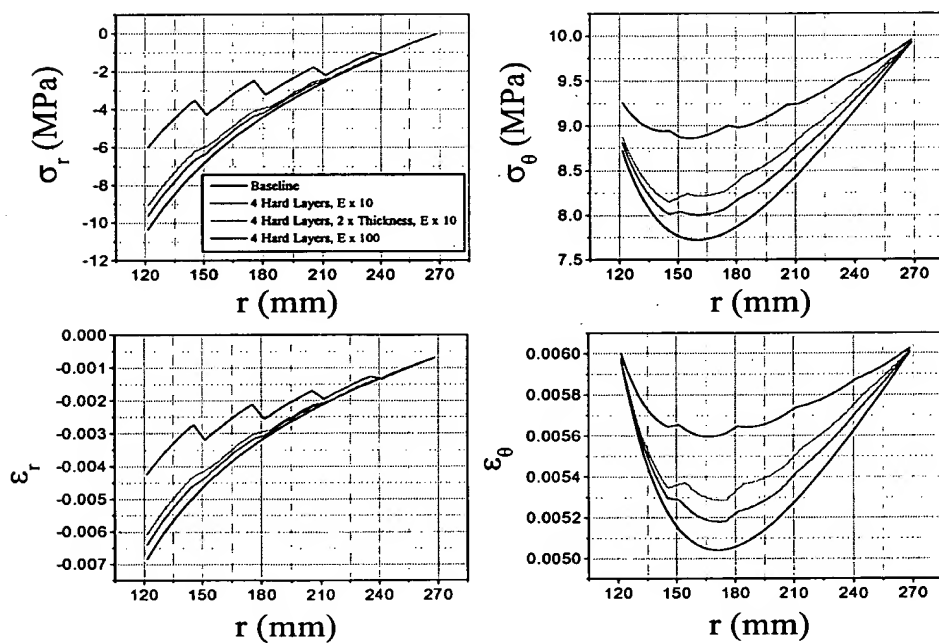 0
-2
-4
-6
-8
-10
-12
σr (MPa)
Baseline
4 Hard Layers, E x 10
4 Hard Layers, 2 x Thickness, E x 10
4 Hard Layers, E x 100
120 150 180 210 240 270
r (mm)
10.0
9.5
9.0
8.5
8.0
7.5
σθ (MPa)
120 150 180 210 240 270
r (mm)
0.000
-0.001
-0.002
-0.003
-0.004
-0.005
-0.006
-0.007
εr
120 150 180 210 240 270
r (mm)
0.0060
0.0058
0.0056
0.0054
0.0052
0.0050
εθ
120 150 180 210 240 270
r (mm)